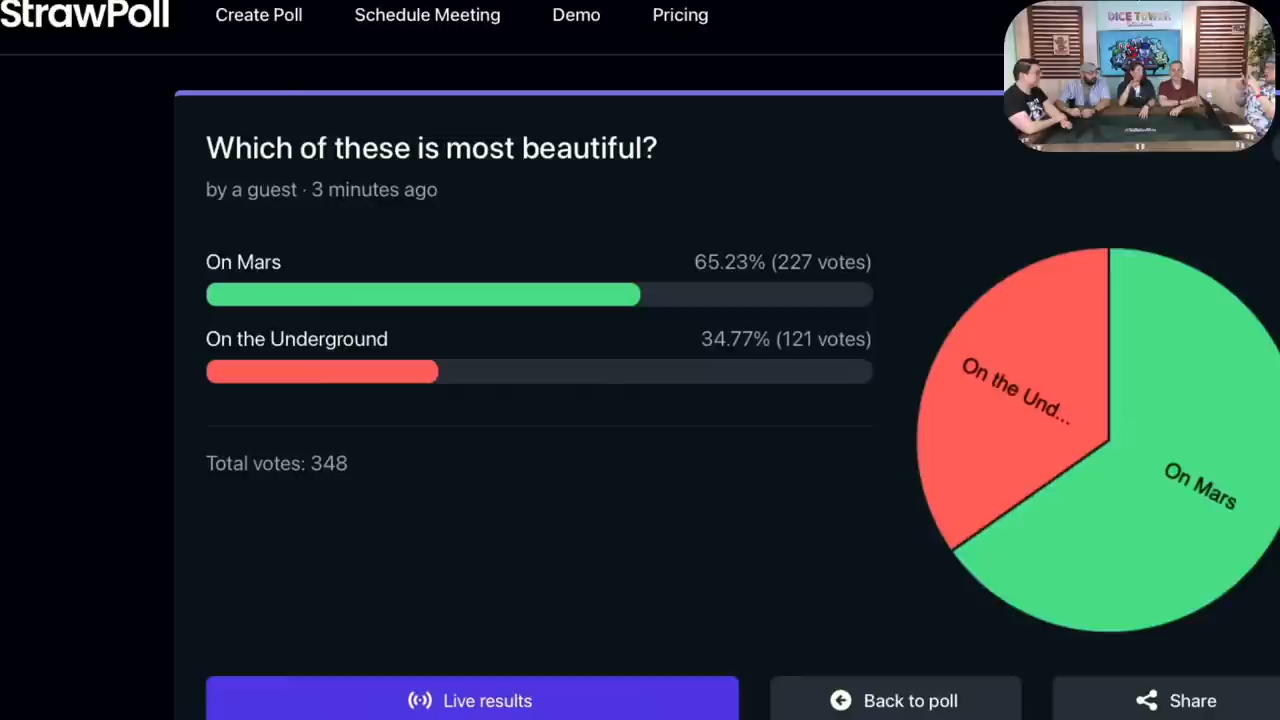 StrawPoll
Create Poll
Schedule Meeting
Demo
Pricing
DICE TOWER
Which of these is most beautiful?
by a guest · 3 minutes ago
On Mars
65.23% (227 votes)
On the Underground
34.77% (121 votes)
Total votes: 348
On the Und...
On Mars
Live results
Back to poll
Share